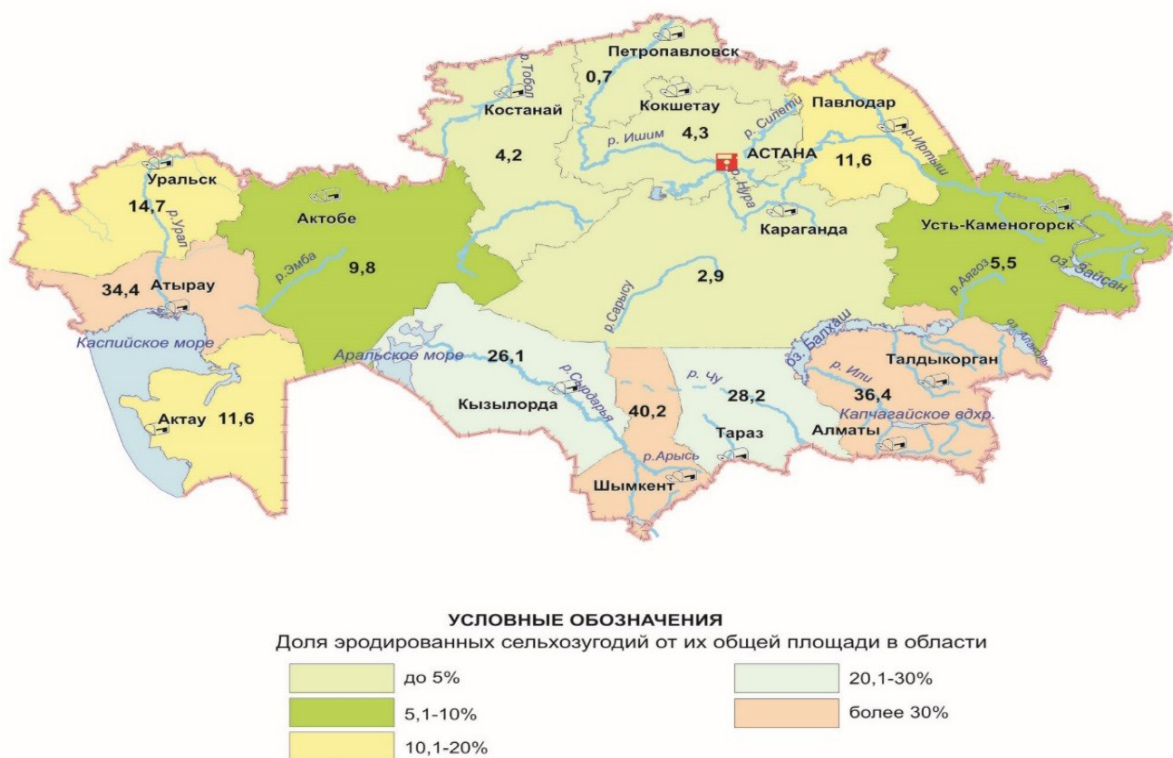 Петропавловск
р.Тобол
0,7
Костанай
Кокшетау
р. Силети
Павлодар
р. Ишим
4,3
АСТАНА
р.Иртыш
4,2
11,6
р. Нура
Караганда
Уральск
14,7
р.Урал
Актобе
Усть-Каменогорск
5,5
оз. Зайсан
р.Аягоз
р.Эмба
9,8
2,9
34,4
Атырау
р.Сарысу
Каспийское море
Аральское море
26,1
оз. Балхаш
оз. Алаколь
Талдыкорган
р.Сырдарья
р. Чу
28,2
р. Или
36,4
Кызылорда
40,2
Капчагайское вдхр.
Актау
11,6
Тараз
Алматы
р.Арысь
Шымкент
УСЛОВНЫЕ ОБОЗНАЧЕНИЯ
Доля эродированных сельхозугодий от их общей площади в области
до 5%
5,1-10%
10,1-20%
20,1-30%
более 30%